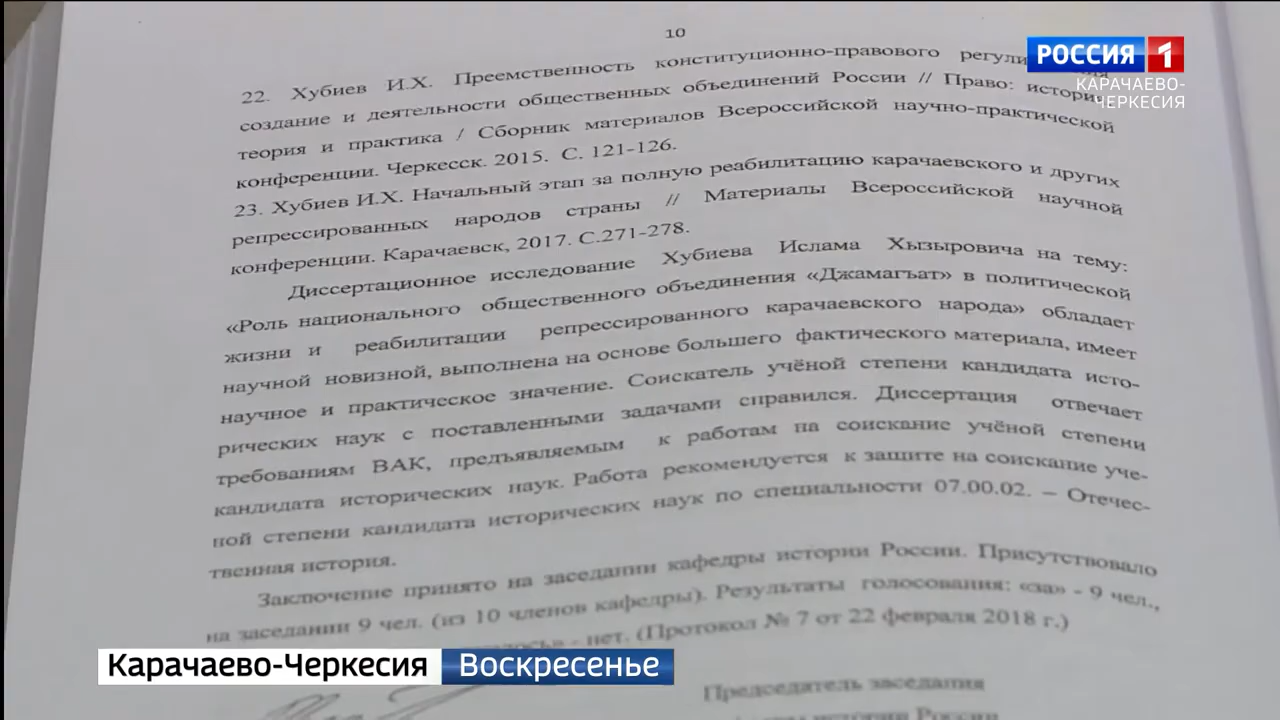 10
22. Хубиев И.Х. Преемственность конституционно-правового
создание и деятельности общественных объединений России // Право:
теория и практика / Сборник материалов Всероссийской научно-практической
конференции. Черкесск. 2015. С. 121-126.
23. Хубиев И.Х. Начальный этап за полную реабилитацию карачаевского и других
репрессированных народов страны // Материалы Всероссийской научной
конференции. Карачаевск, 2017. С.271-278.
Диссертационное исследование Хубиева Ислама Хызыровича на тему:
«Роль национального общественного объединения «Джамагъат» в политической
жизни и реабилитации репрессированного карачаевского народа» обладает
научной новизной, выполнена на основе большего фактического материала, имеет
научное и практическое значение. Соискатель учёной степени кандидата исто-
рических наук с поставленными задачами справился. Диссертация отвечает
требованиям ВАК, предъявляемым к работам на соискание учёной степени
кандидата исторических наук. Работа рекомендуется к защите на соискание уче-
ной степени кандидата исторических наук по специальности 07.00.02. – Отечес-
твенная история.
Заключение принято на заседании кафедры истории России. Присутствовало
на заседании 9 чел. (из 10 членов кафедры). Результаты голосования: «за» - 9 чел.,
- нет. (Протокол № 7 от 22 февраля 2018 г.)
Председатель заседания
истории России
РОССИЯ 1
КАРАЧАЕВО-
ЧЕРКЕСИЯ
Карачаево-Черкесия Воскресенье